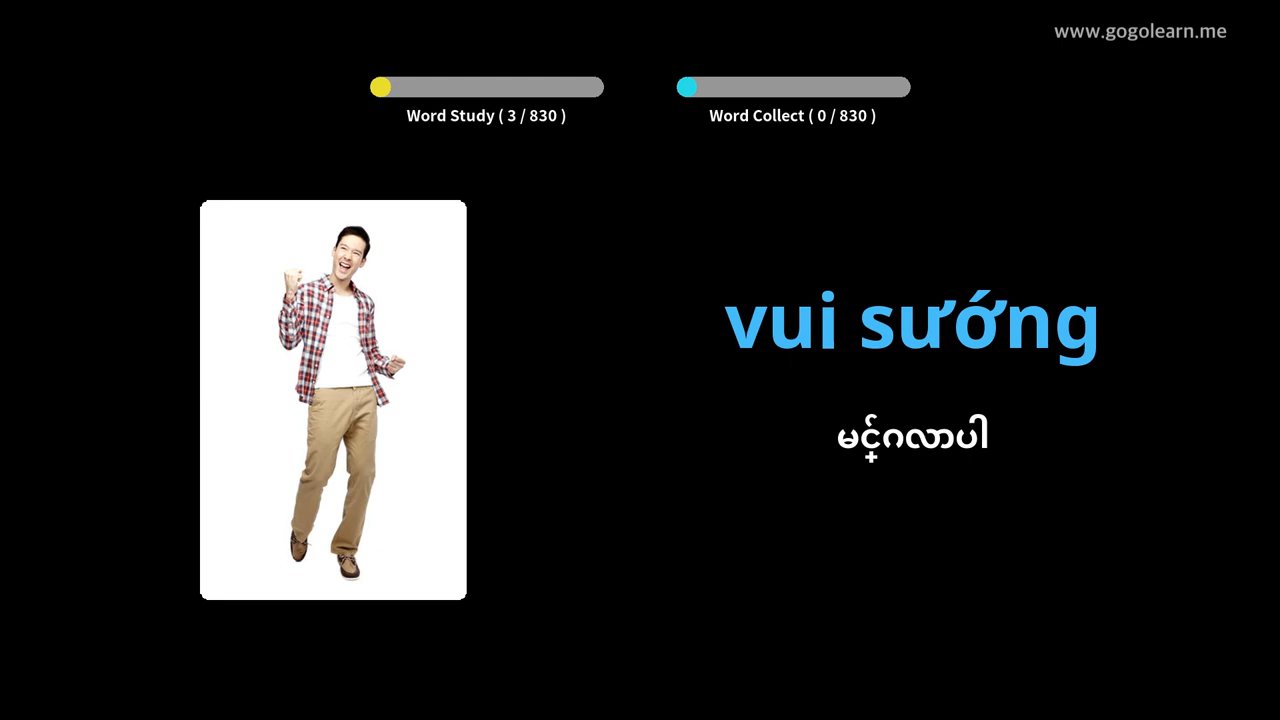 www.gogolearn.me
Word Study ( 3 / 830 )
Word Collect ( 0 / 830 )
vui sướng
မင်္ဂလာပါ